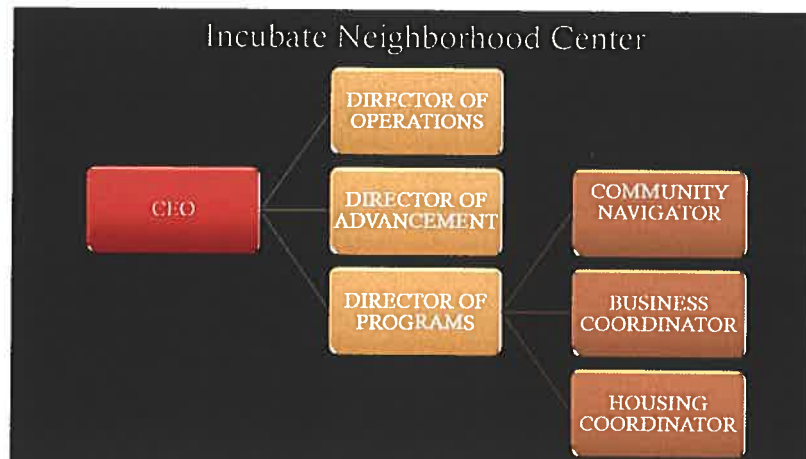 Incubate Neighborhood Center
DIRECTOR OF
OPERATIONS
CEO
DIRECTOR OF
ADVANCEMENT
DIRECTOR OF
PROGRAMS
COMMUNITY
NAVIGATOR
BUSINESS
COORDINATOR
HOUSING
COORDINATOR